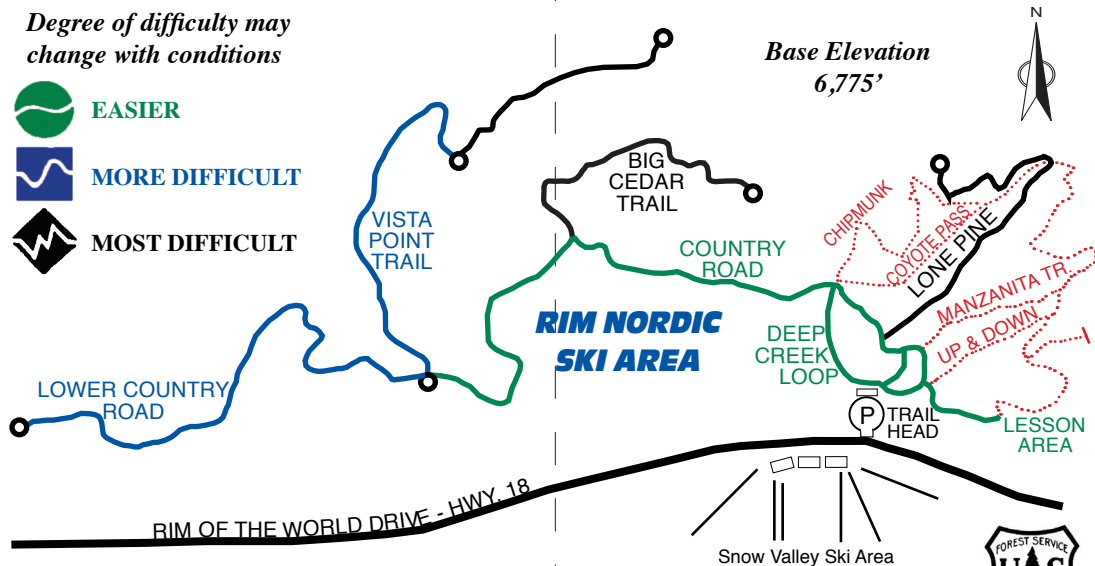 Degree of difficulty may
change with conditions
EASIER
MORE DIFFICULT
MOST DIFFICULT
Base Elevation
6,775'
N
BIG
CEDAR
TRAIL
VISTA
POINT
TRAIL
COUNTRY
ROAD
CHIPMUNK
COYOTE PASS
LONE PINE
MANZANITA TR.
UP & DOWN
RIM NORDIC
SKI AREA
DEEP
CREEK
LOOP
LOWER COUNTRY
ROAD
P
TRAIL
HEAD
LESSON
AREA
RIM OF THE WORLD DRIVE - HWY. 18
Snow Valley Ski Area
FOREST SERVICE
U S